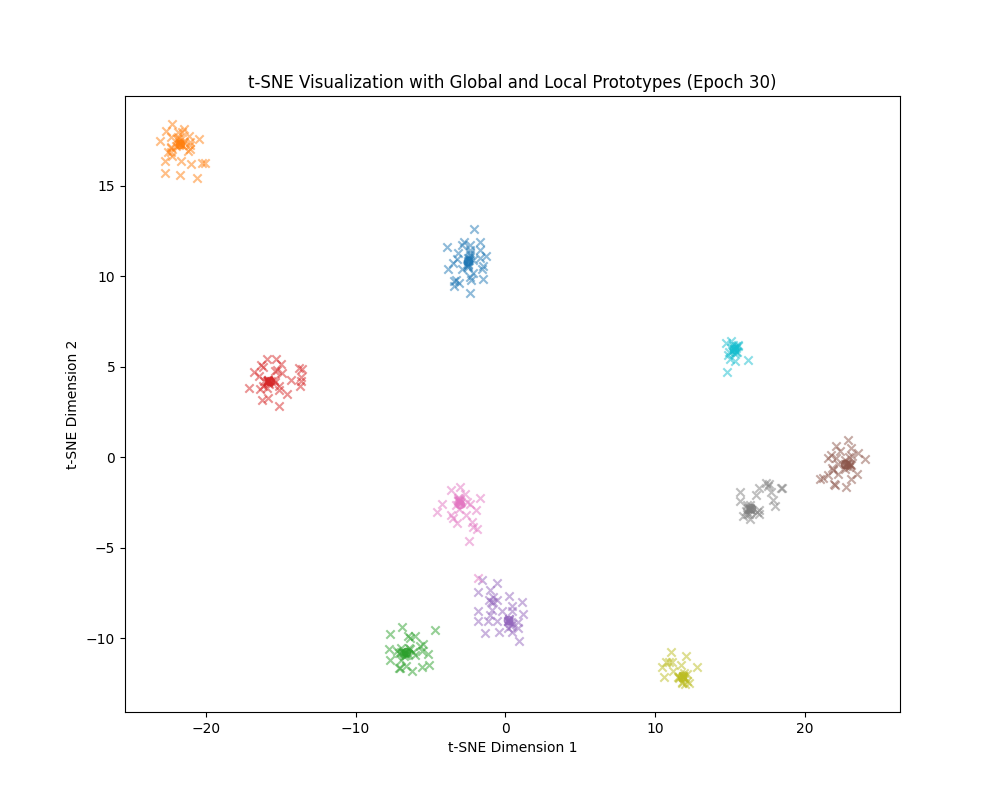 t-SNE Visualization with Global and Local Prototypes (Epoch 30)
15
10
5
0
−5
−10
t-SNE Dimension 2
−20 −10 0 10 20
t-SNE Dimension 1